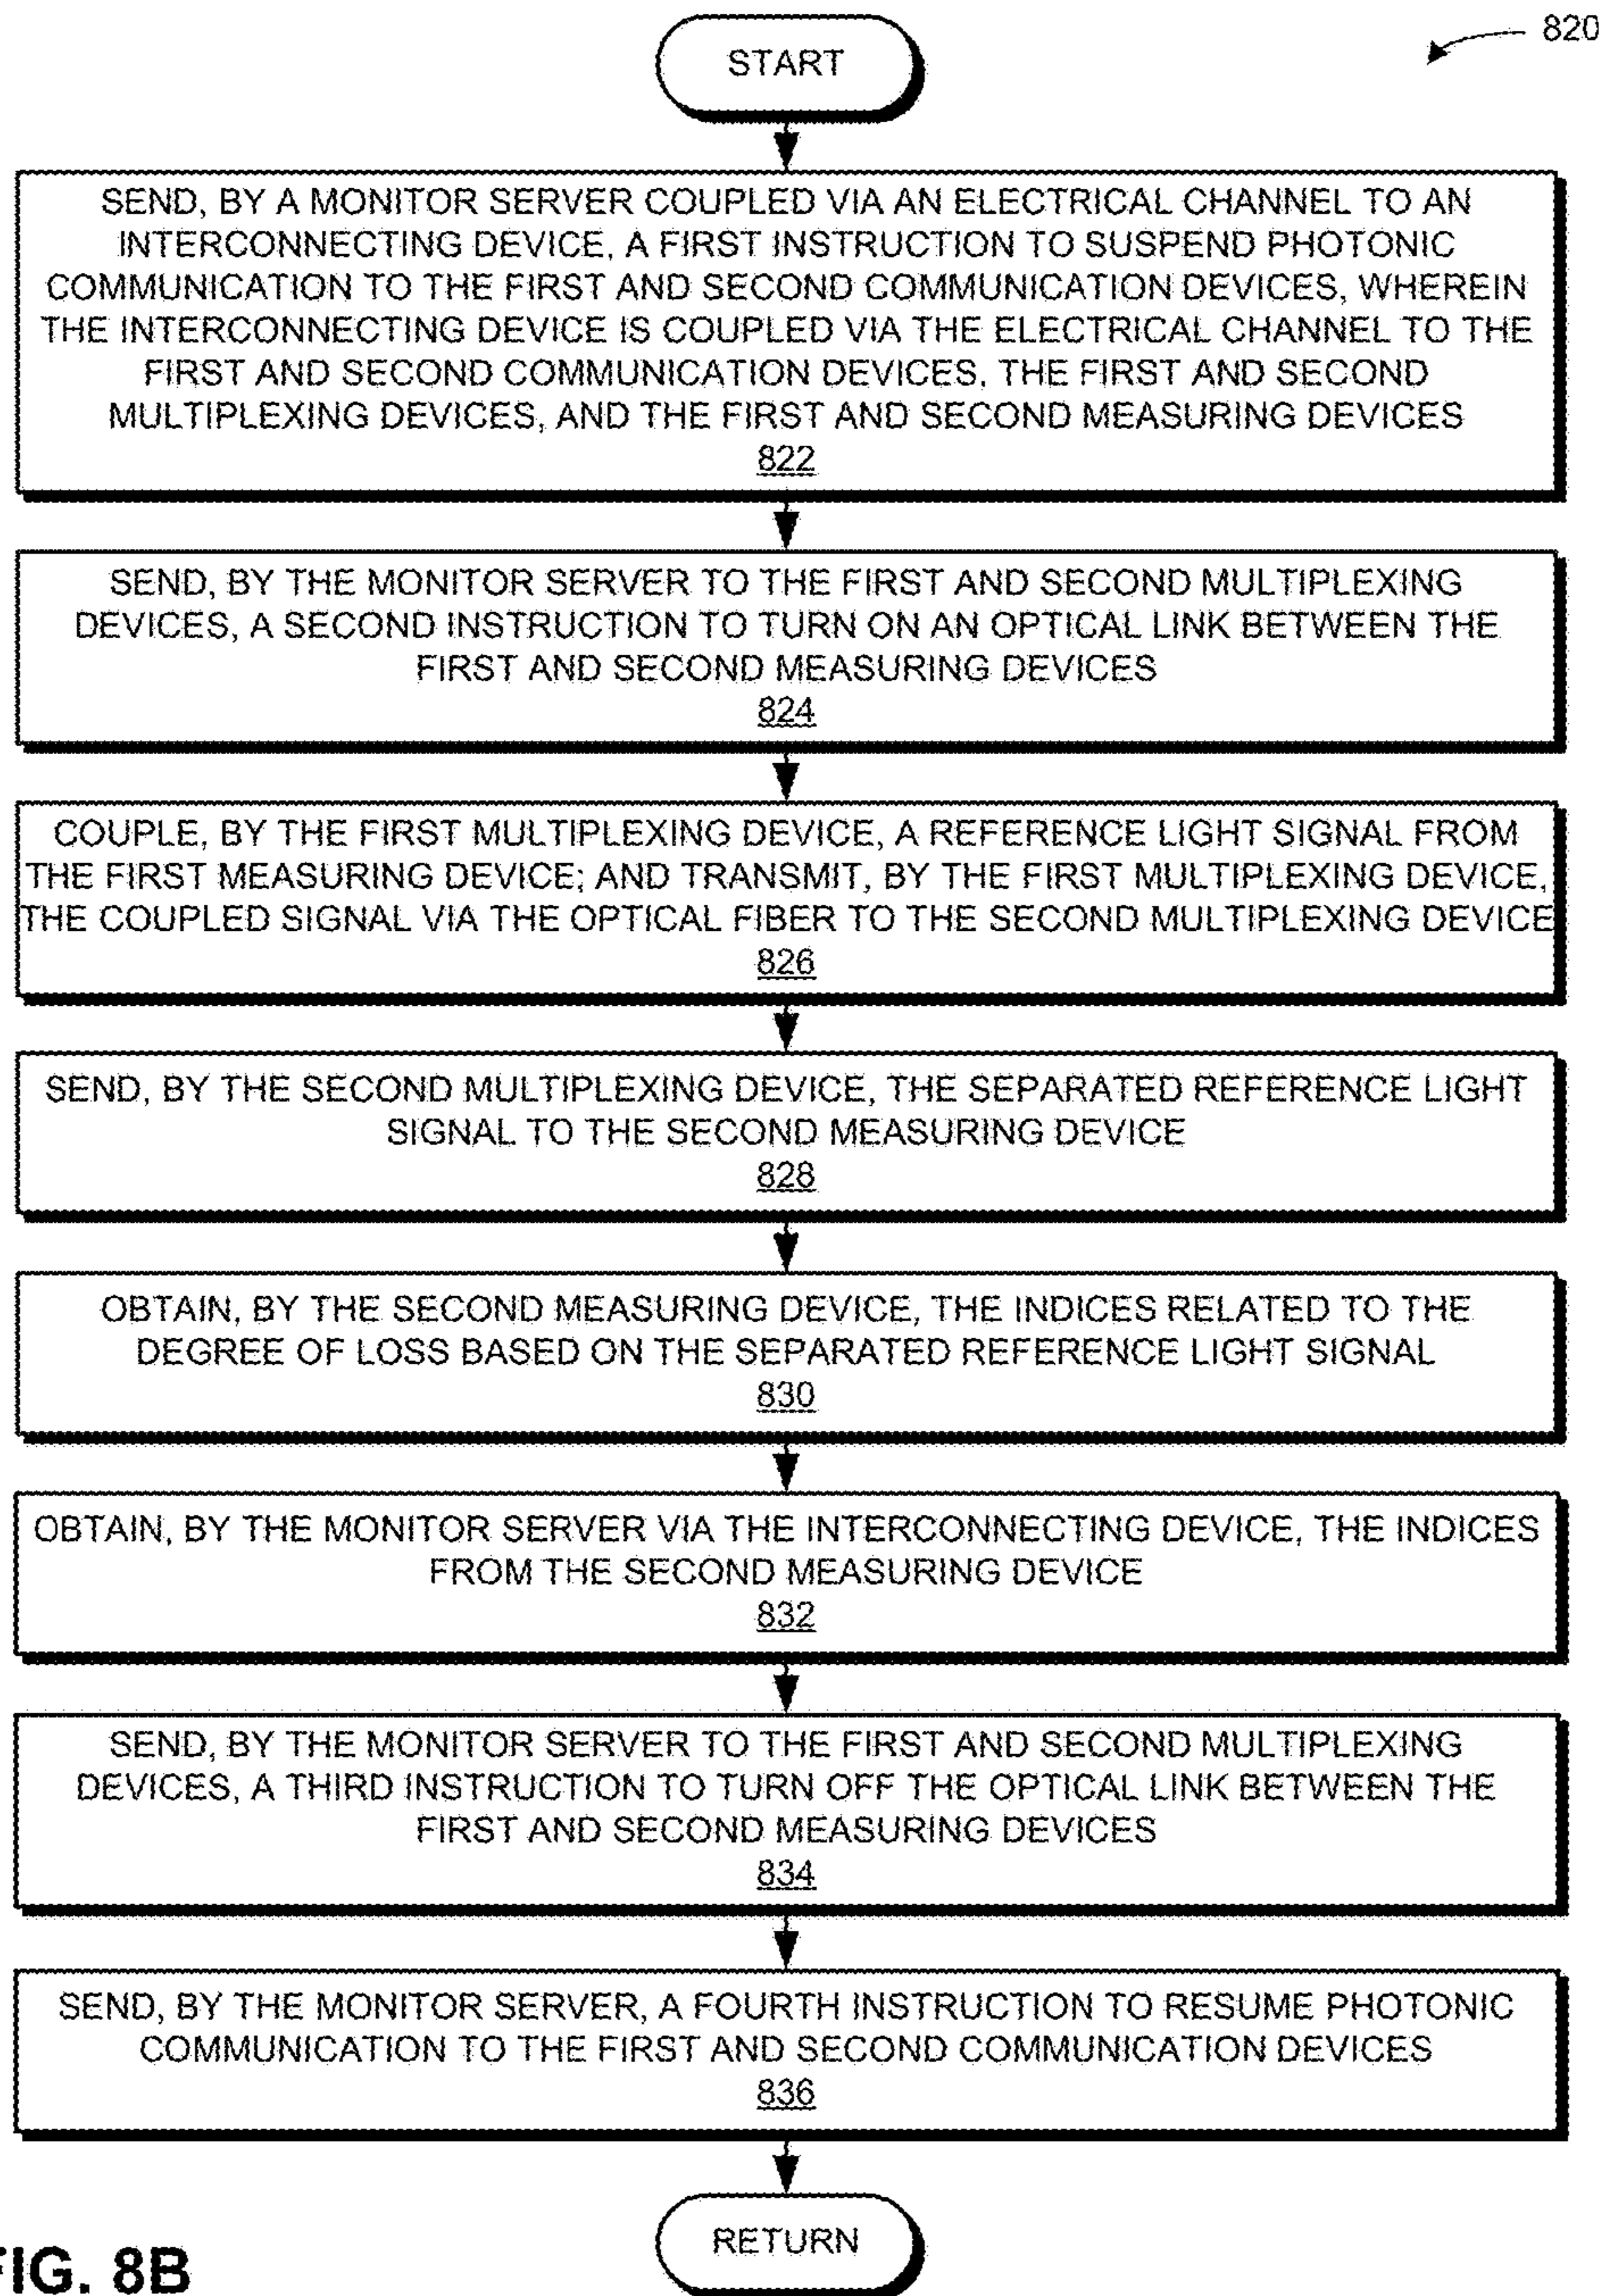 820
START
SEND, BY A MONITOR SERVER COUPLED VIA AN ELECTRICAL CHANNEL TO AN
INTERCONNECTING DEVICE, A FIRST INSTRUCTION TO SUSPEND PHOTONIC
COMMUNICATION TO THE FIRST AND SECOND COMMUNICATION DEVICES, WHEREIN
THE INTERCONNECTING DEVICE IS COUPLED VIA THE ELECTRICAL CHANNEL TO THE
FIRST AND SECOND COMMUNICATION DEVICES, THE FIRST AND SECOND
MULTIPLEXING DEVICES, AND THE FIRST AND SECOND MEASURING DEVICES
822
SEND, BY THE MONITOR SERVER TO THE FIRST AND SECOND MULTIPLEXING
DEVICES, A SECOND INSTRUCTION TO TURN ON AN OPTICAL LINK BETWEEN THE
FIRST AND SECOND MEASURING DEVICES
824
COUPLE, BY THE FIRST MULTIPLEXING DEVICE, A REFERENCE LIGHT SIGNAL FROM
THE FIRST MEASURING DEVICE; AND TRANSMIT, BY THE FIRST MULTIPLEXING DEVICE,
THE COUPLED SIGNAL VIA THE OPTICAL FIBER TO THE SECOND MULTIPLEXING DEVICE
826
SEND, BY THE SECOND MULTIPLEXING DEVICE, THE SEPARATED REFERENCE LIGHT
SIGNAL TO THE SECOND MEASURING DEVICE
828
OBTAIN, BY THE SECOND MEASURING DEVICE, THE INDICES RELATED TO THE
DEGREE OF LOSS BASED ON THE SEPARATED REFERENCE LIGHT SIGNAL
830
OBTAIN, BY THE MONITOR SERVER VIA THE INTERCONNECTING DEVICE, THE INDICES
FROM THE SECOND MEASURING DEVICE
832
SEND, BY THE MONITOR SERVER TO THE FIRST AND SECOND MULTIPLEXING
DEVICES, A THIRD INSTRUCTION TO TURN OFF THE OPTICAL LINK BETWEEN THE
FIRST AND SECOND MEASURING DEVICES
834
SEND, BY THE MONITOR SERVER, A FOURTH INSTRUCTION TO RESUME PHOTONIC
COMMUNICATION TO THE FIRST AND SECOND COMMUNICATION DEVICES
836
RETURN
FIG. 8B